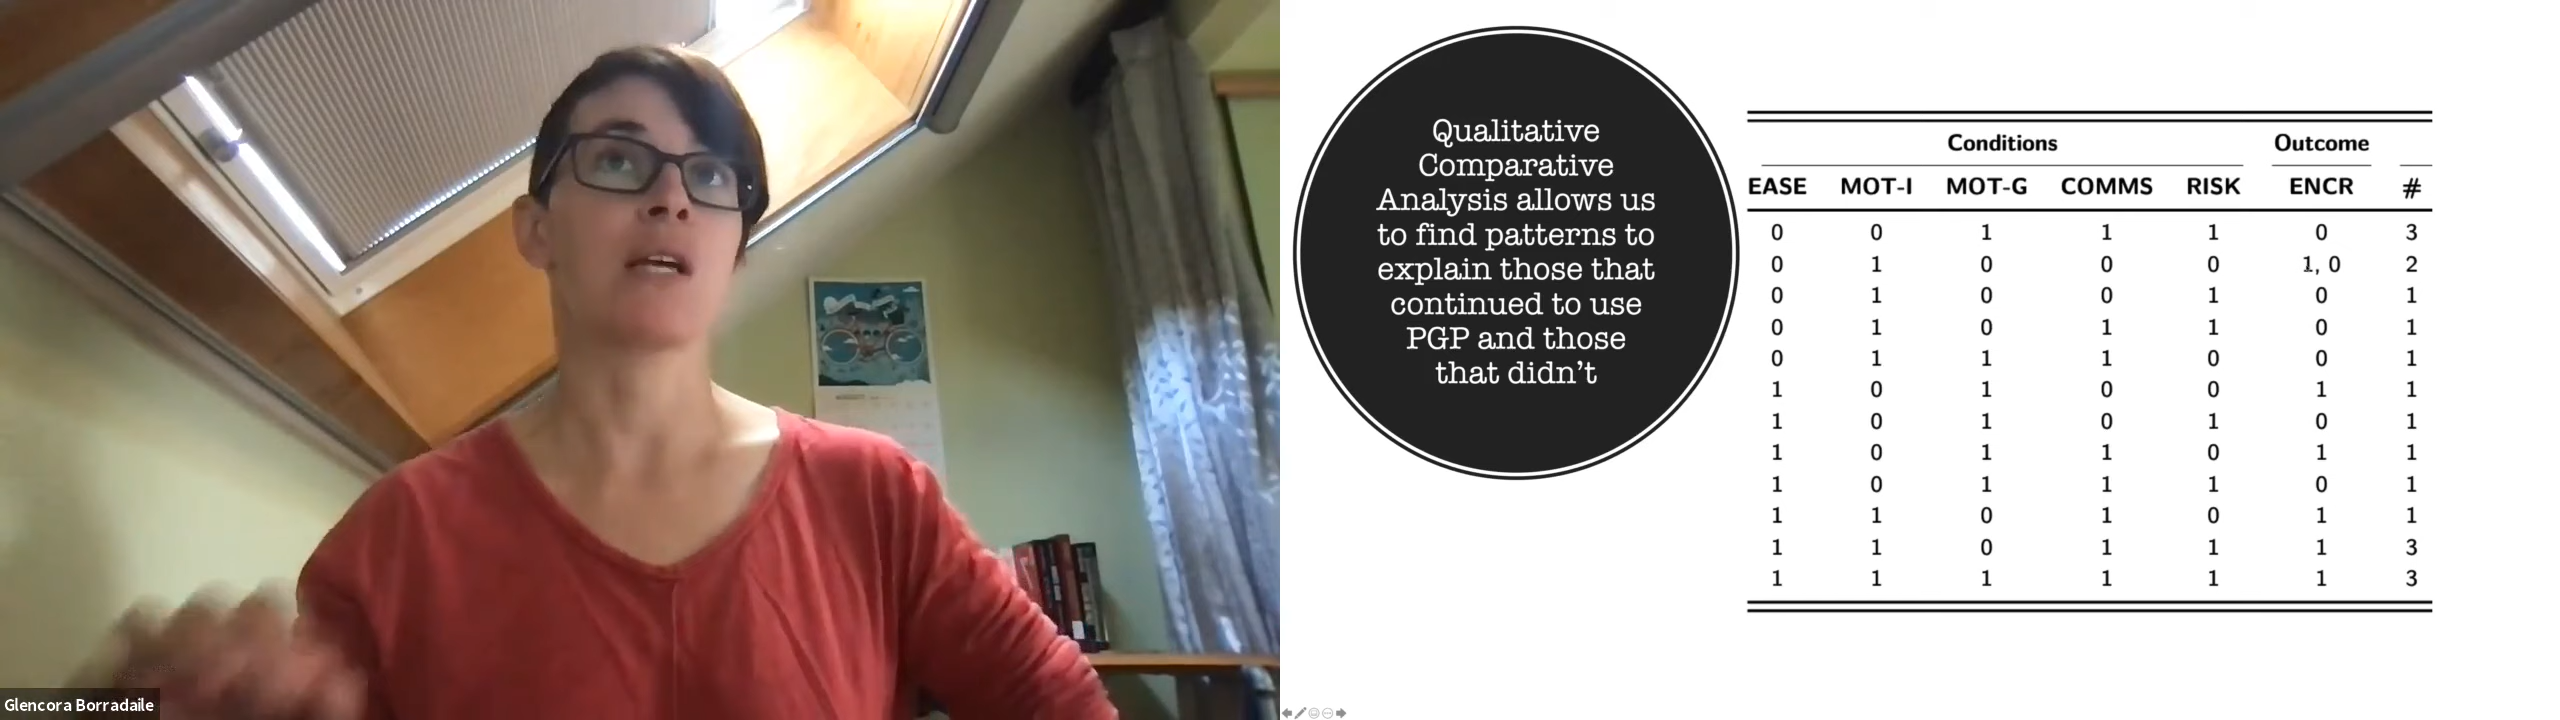 Glencora Borradaile
Qualitative
Comparative
Analysis allows us
to find patterns to
explain those that
continued to use
PGP and those
that didn't
Conditions Outcome
EASE MOT-I MOT-G COMMS RISK ENCR #
0 0 1 1 1 0 3
0 1 0 0 0 1, 0 2
0 1 0 0 1 0 1
0 1 0 1 1 0 1
0 1 1 1 0 0 1
1 0 1 0 0 1 1
1 0 1 0 1 0 1
1 0 1 1 0 1 1
1 0 1 1 1 0 1
1 1 0 1 0 1 1
1 1 0 1 1 1 3
1 1 1 1 1 1 3